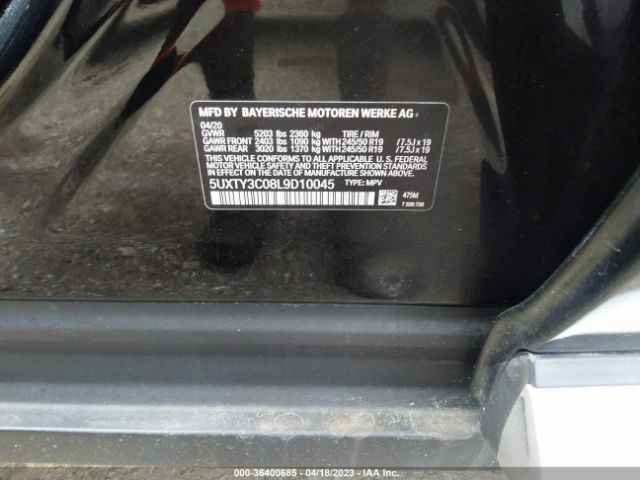 MFD BY BAYERISCHE MOTOREN WERKE AG
04/20
GVWR 5203 lbs 2360 kg TIRE / RIM
GAWR FRONT 2403 lbs 1090 kg WITH 245/50 R19 /7.5J x 19
GAWR REAR 3020 lbs 1370 kg WITH 245/50 R19 /7.5J x 19
THIS VEHICLE CONFORMS TO ALL APPLICABLE U.S. FEDERAL
MOTOR VEHICLE SAFETY AND THEFT PREVENTION STANDARDS IN
EFFECT ON THE DATE OF MANUFACTURE SHOWN ABOVE.
5UXTY3C08L9D10045 TYPE: MPV
475M
000-36400685 - 04/18/2023 - IAA Inc.